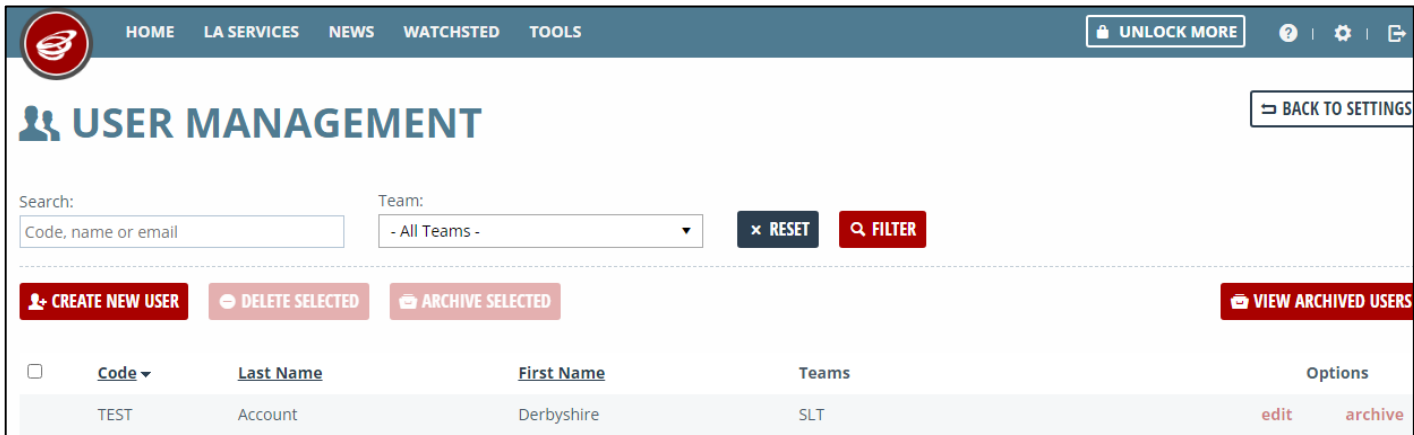 HOME LA SERVICES NEWS WATCHSTED TOOLS UNLOCK MORE
USER MANAGEMENT
BACK TO SETTINGS
Search: Team:
Code, name or email - All Teams - RESET FILTER
CREATE NEW USER DELETE SELECTED ARCHIVE SELECTED VIEW ARCHIVED USERS
Code Last Name First Name Teams Options
TEST Account Derbyshire SLT edit archive